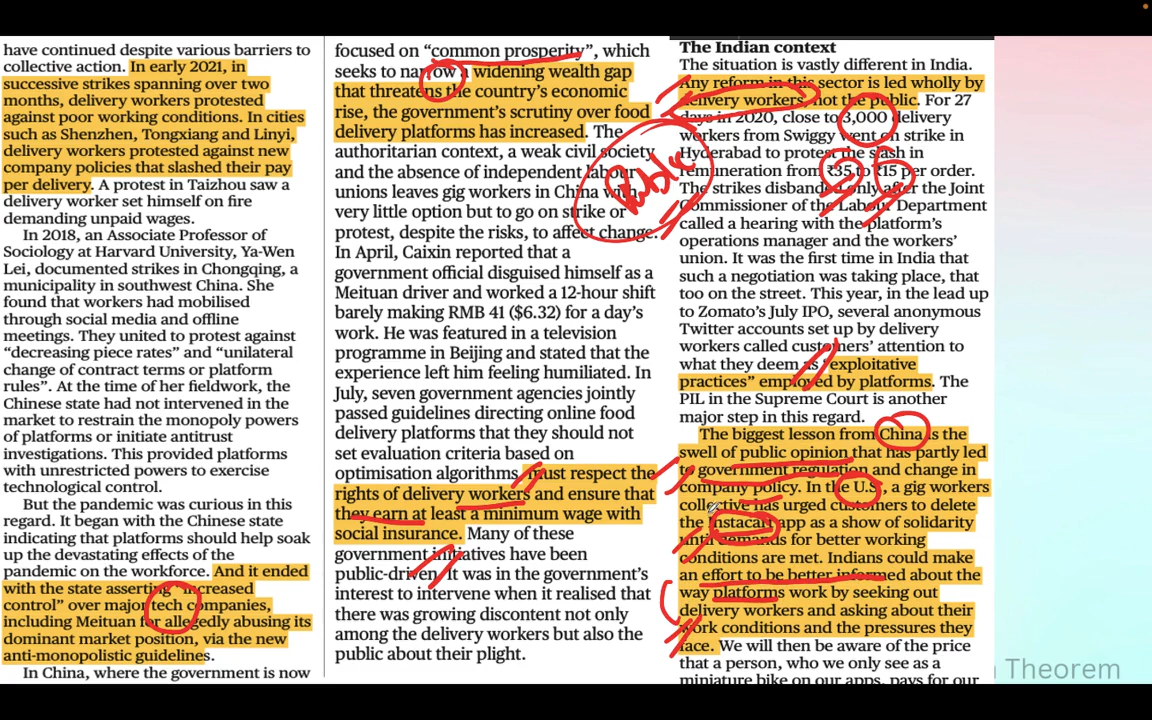 have continued despite various barriers to
collective action. In early 2021, in
successive strikes spanning over two
months, delivery workers protested
against poor working conditions. In cities
such as Shenzhen, Tongxiang and Linyi,
delivery workers protested against new
company policies that slashed their pay
per delivery. A protest in Taizhou saw a
delivery worker set himself on fire
demanding unpaid wages.
In 2018, an Associate Professor of
Sociology at Harvard University, Ya-Wen
Lei, documented strikes in Chongqing, a
municipality in southwest China. She
found that workers had mobilised
through social media and offline
meetings. They united to protest against
“decreasing piece rates” and “unilateral
change of contract terms or platform
rules”. At the time of her fieldwork, the
Chinese state had not intervened in the
market to restrain the monopoly powers
of platforms or initiate antitrust
investigations. This provided platforms
with unrestricted powers to exercise
technological control.
But the pandemic was curious in this
regard. It began with the Chinese state
indicating that platforms should help soak
up the devastating effects of the
pandemic on the workforce. And it ended
with the state asserting “increased
control” over major tech companies,
including Meituan for allegedly abusing its
dominant market position, via the new
anti-monopolistic guidelines.
In China, where the government is now
focused on “common prosperity”, which
seeks to narrow a widening wealth gap
that threatens the country’s economic
rise, the government’s scrutiny over food
delivery platforms has increased. The
authoritarian context, a weak civil society
and the absence of independent labour
unions leaves gig workers in China with
very little option but to go on strike or
protest, despite the risks, to affect change.
In April, Caixin reported that a
government official disguised himself as a
Meituan driver and worked a 12-hour shift
barely making RMB 41 ($6.32) for a day’s
work. He was featured in a television
programme in Beijing and stated that the
experience left him feeling humiliated. In
July, seven government agencies jointly
passed guidelines directing online food
delivery platforms that they should not
set evaluation criteria based on
optimisation algorithms, must respect the
rights of delivery workers and ensure that
they earn at least a minimum wage with
social insurance. Many of these
government initiatives have been
public-driven. It was in the government’s
interest to intervene when it realised that
there was growing discontent not only
among the delivery workers but also the
public about their plight.
Public
The Indian context
The situation is vastly different in India.
Any reform in this sector is led wholly by
delivery workers, not the public. For 27
days in 2020, close to 3,000 delivery
workers from Swiggy went on strike in
Hyderabad to protest the slash in
remuneration from ₹35 to ₹15 per order.
The strikes disbanded only after the Joint
Commissioner of the Labour Department
called a hearing with the platform’s
operations manager and the workers’
union. It was the first time in India that
such a negotiation was taking place, that
too on the street. This year, in the lead up
to Zomato’s July IPO, several anonymous
Twitter accounts set up by delivery
workers called customers’ attention to
what they deem as “exploitative
practices” employed by platforms. The
PIL in the Supreme Court is another
major step in this regard.
The biggest lesson from China is the
swell of public opinion that has partly led
to government regulation and change in
company policy. In the U.S., a gig workers
collective has urged customers to delete
the Instacart app as a show of solidarity
until demands for better working
conditions are met. Indians could make
an effort to be better informed about the
way platforms work by seeking out
delivery workers and asking about their
work conditions and the pressures they
face. We will then be aware of the price
that a person, who we only see as a
miniature bike on our apps, pays for our
Theorem